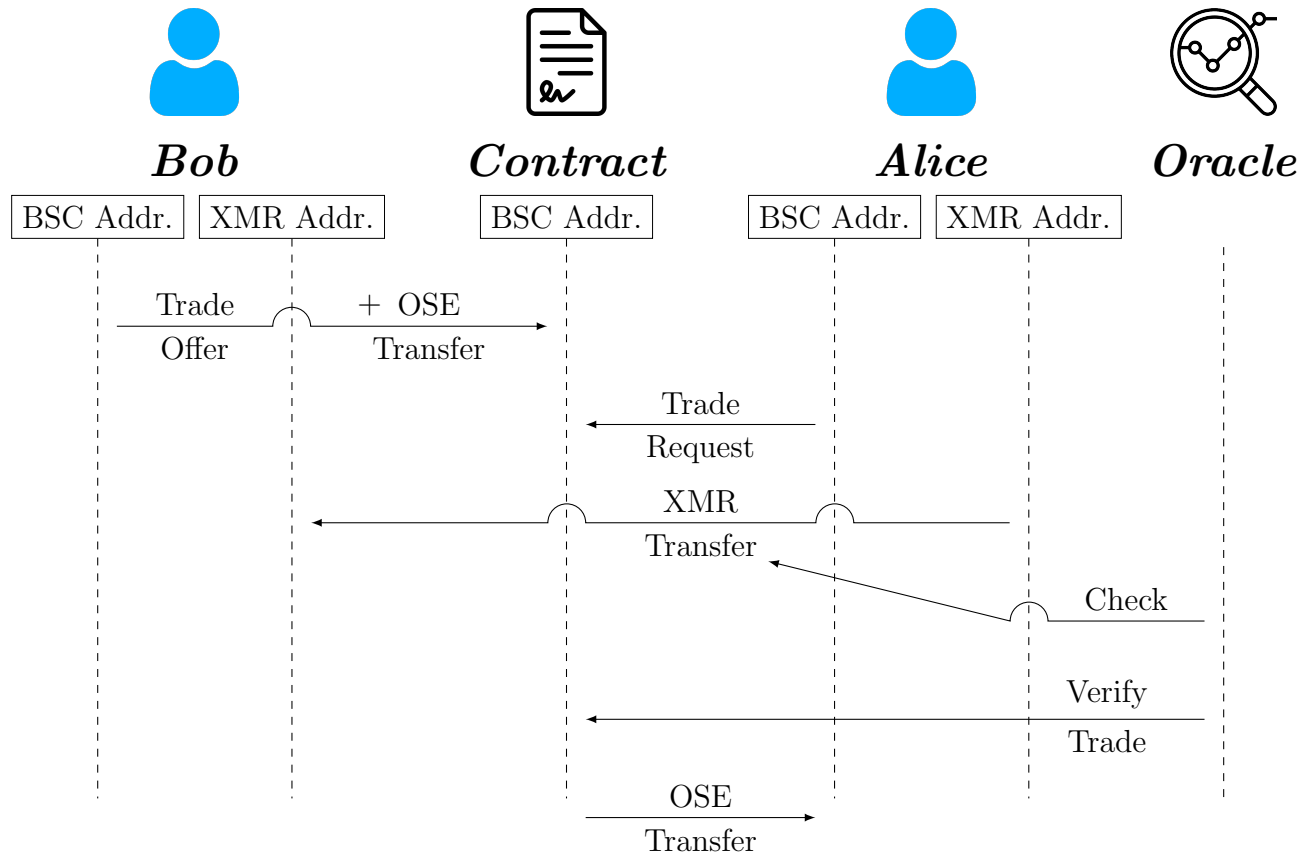 Bob Contract Alice Oracle
BSC Addr. XMR Addr. BSC Addr. BSC Addr. XMR Addr.
Trade + OSE
Offer Transfer
Trade
Request
XMR
Transfer
Check
Verify
Trade
OSE
Transfer